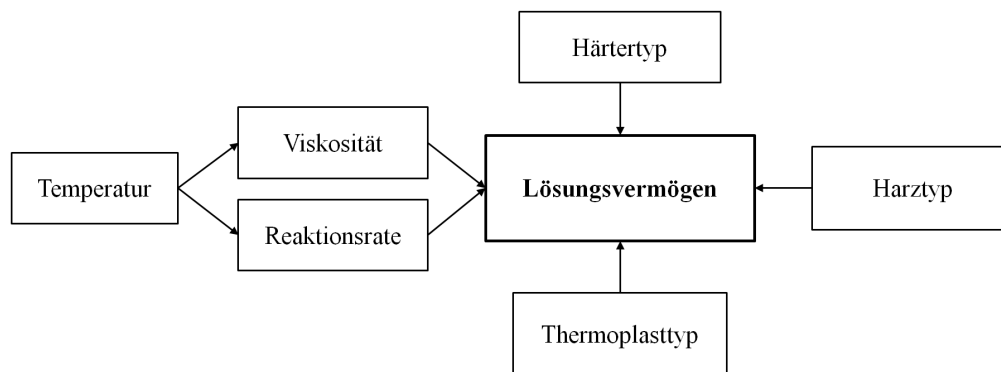 Härtertyp
Viskosität
Temperatur
Lösungsvermögen
Harztyp
Reaktionsrate
Thermoplasttyp